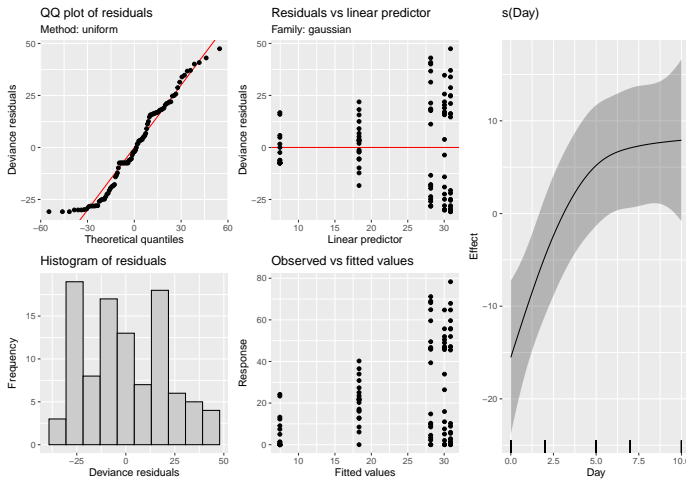 QQ plot of residuals
Method: uniform
50
25
0
−25
−60
−30
0
30
60
Theoretical quantiles
Deviance residuals
Residuals vs linear predictor
Family: gaussian
50
25
0
−25
10
15
20
25
30
Linear predictor
Deviance residuals
Histogram of residuals
15
10
5
0
−25
0
25
50
Deviance residuals
Frequency
Observed vs fitted values
80
60
40
20
0
10
15
20
25
30
Fitted values
Response
s(Day)
10
0
−10
−20
0.0
2.5
5.0
7.5
10.0
Day
Effect